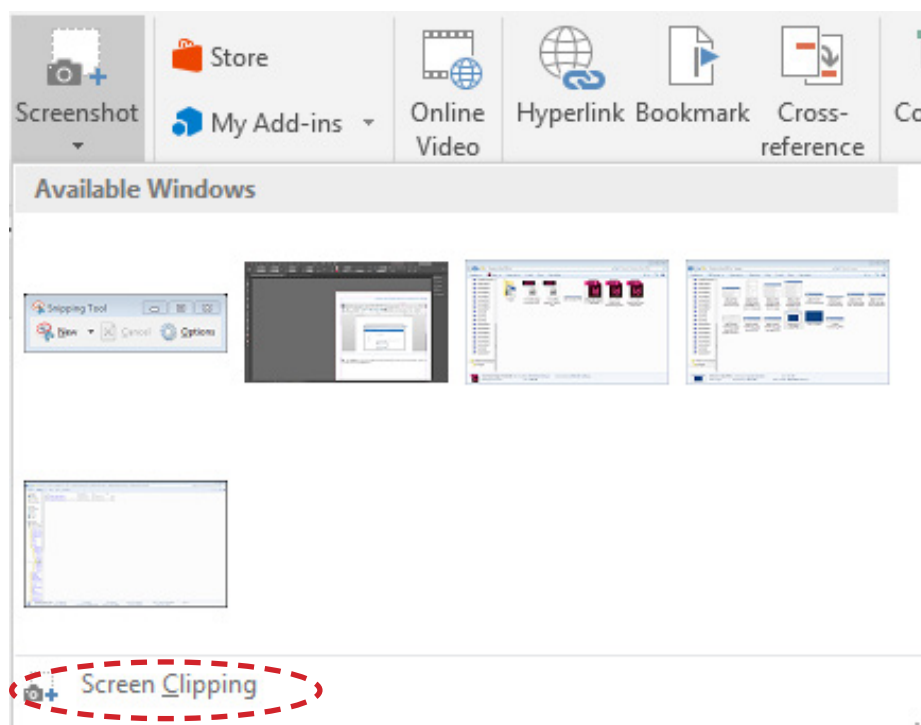 Screenshot
Store
My Add-ins
Online
Video
Hyperlink
Bookmark
Cross-
reference
Co
Available Windows
Snipping Tool
New
Cancel
Options
Screen Clipping